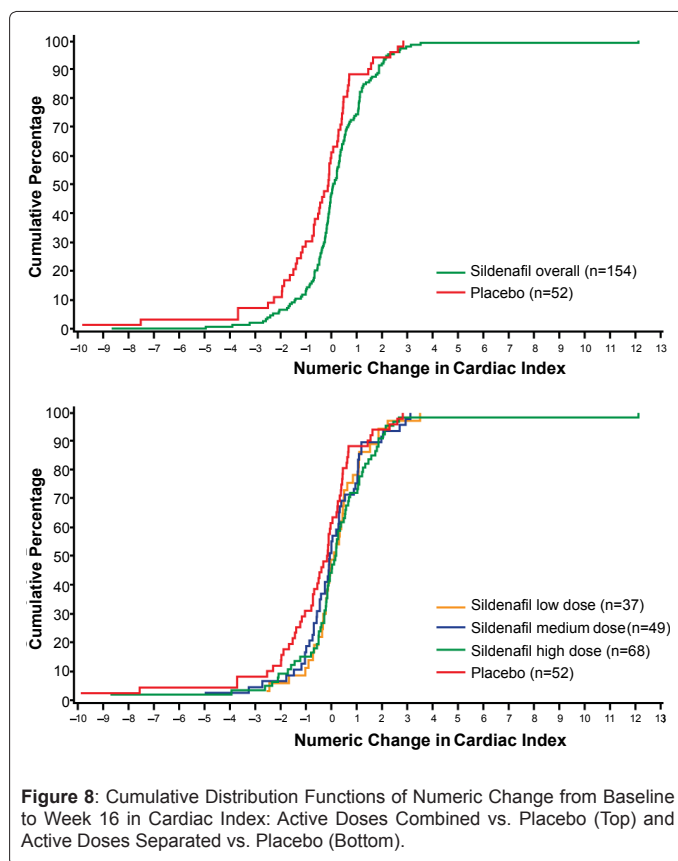 100
90
80
70
60
50
40
30
20
10
0
Cumulative Percentage
Sildenafil overall (n=154)
Placebo (n=52)
–10 –9 –8 –7 –6 –5 –4 –3 –2 –1 0 1 2 3 4 5 6 7 8 9 10 11 12 13
Numeric Change in Cardiac Index
100
90
80
70
60
50
40
30
20
10
0
Cumulative Percentage
Sildenafil low dose (n=37)
Sildenafil medium dose(n=49)
Sildenafil high dose (n=68)
Placebo (n=52)
–10 –9 –8 –7 –6 –5 –4 –3 –2 –1 0 1 2 3 4 5 6 7 8 9 10 11 12 13
Numeric Change in Cardiac Index
Figure 8: Cumulative Distribution Functions of Numeric Change from Baseline
to Week 16 in Cardiac Index: Active Doses Combined vs. Placebo (Top) and
Active Doses Separated vs. Placebo (Bottom).